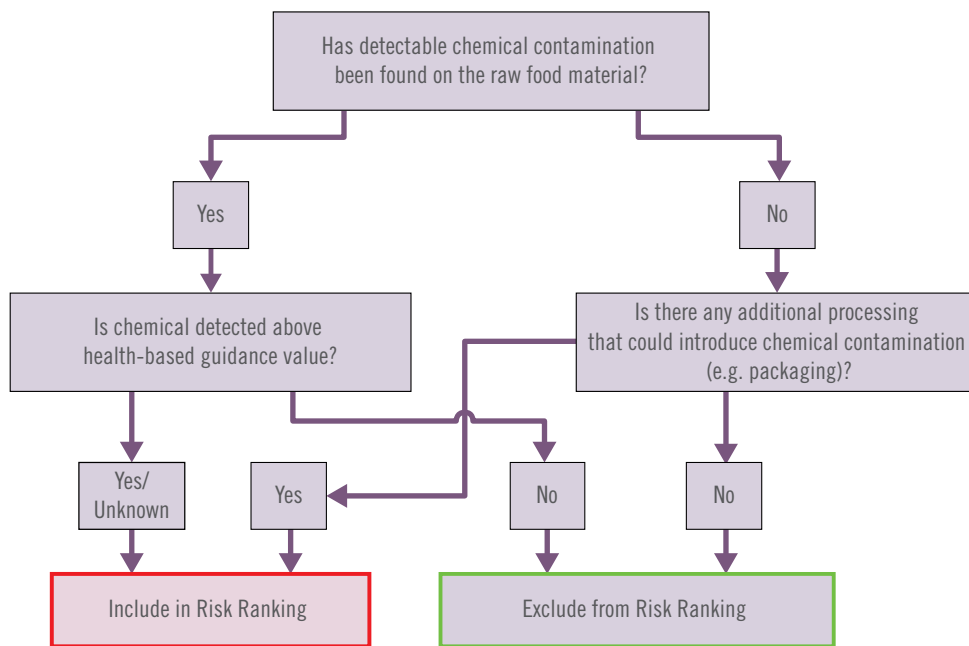 Has detectable chemical contamination
been found on the raw food material?
Yes
No
Is chemical detected above
health-based guidance value?
Is there any additional processing
that could introduce chemical contamination
(e.g. packaging)?
Yes/
Unknown
Yes
No
No
Include in Risk Ranking
Exclude from Risk Ranking